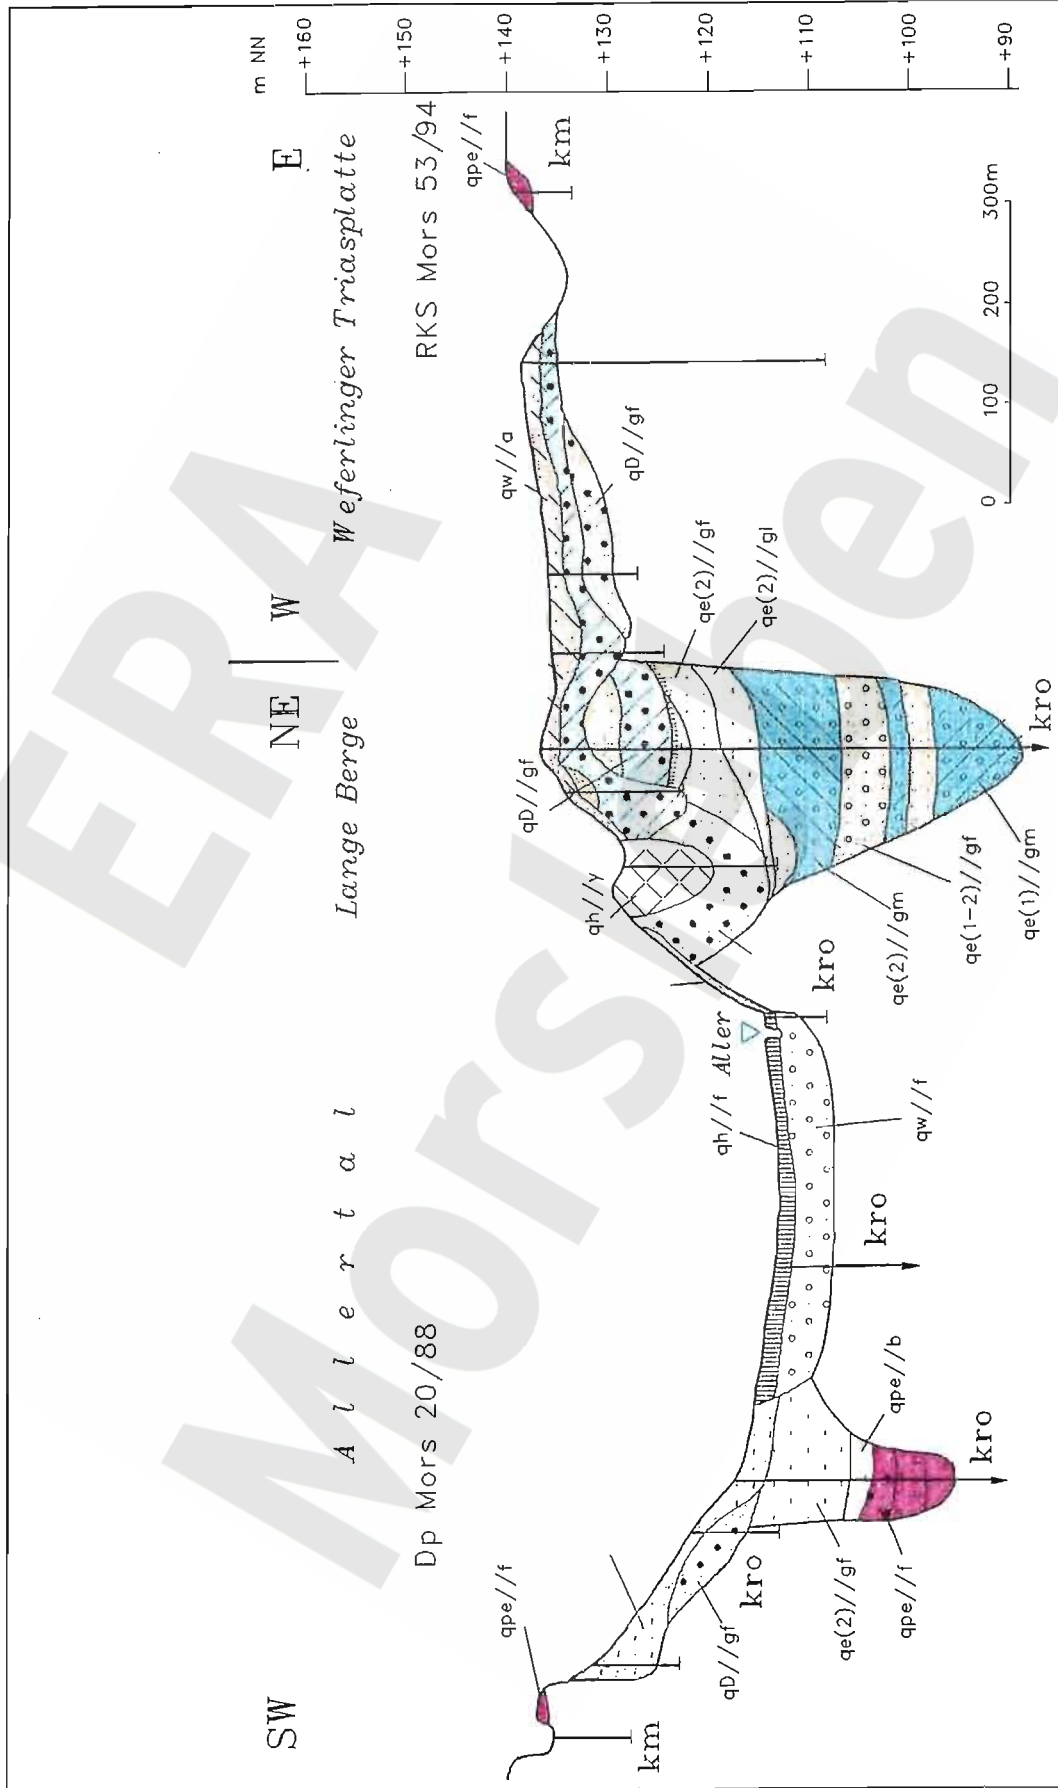 SW
NE
W
E
Allertal
Lange Berge
Weferlinger Triasplatte
Dp Mors 20/88
RKS Mors 53/94
m NN
+160
+150
+140
+130
+120
+110
+100
+90
qpe//f
km
qD//gf
kro
qe(2)//gf
qpe//f
kro
qpe//b
kro
qw//f
qh//f
Aller
kro
qh//γ
qD//gf
qe(2)//gm
qe(1-2)//gf
qe(1)//gm
kro
qe(2)//gf
qe(2)//gl
qw//a
qD//gf
qpe//f
km
0
100
200
300m
ERA
Morsleben